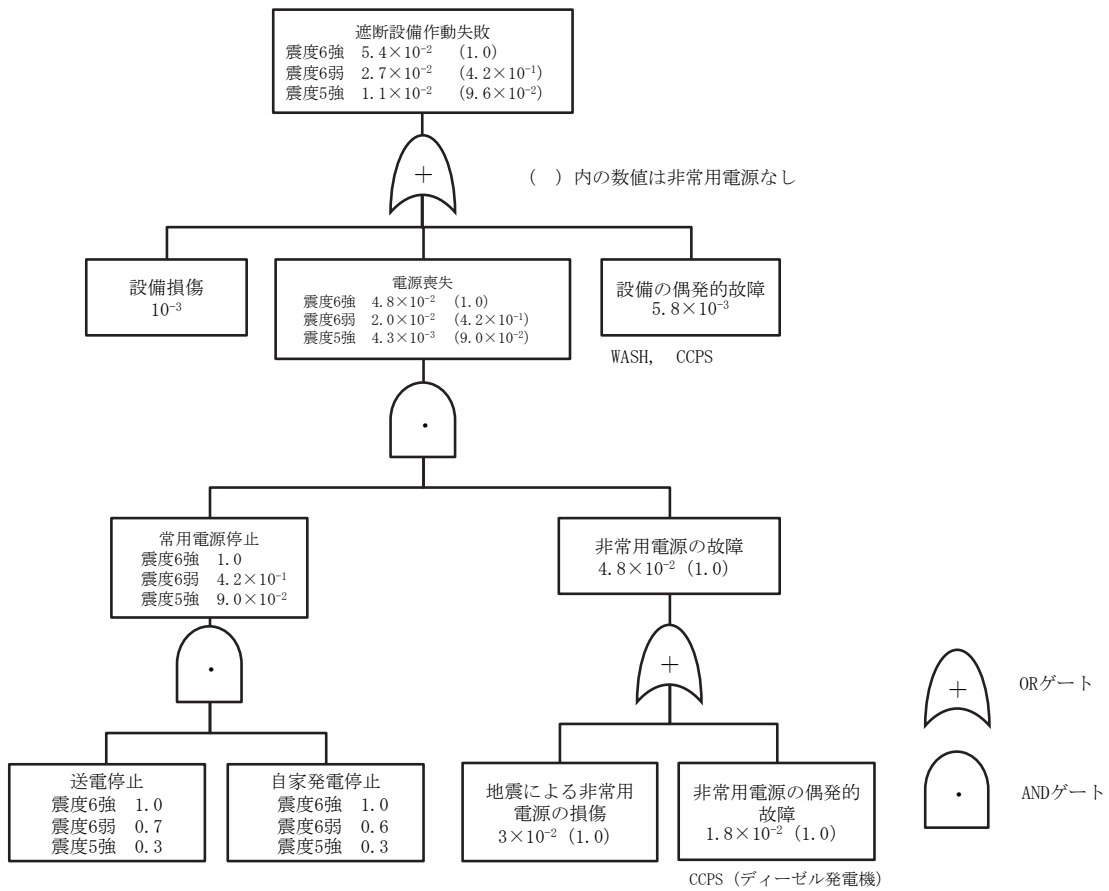 遮断設備作動失敗
震度6強 5.4×10⁻² (1.0)
震度6弱 2.7×10⁻² (4.2×10⁻¹)
震度5強 1.1×10⁻² (9.6×10⁻²)
+
( )内の数値は非常用電源なし
設備損傷
10⁻³
電源喪失
震度6強 4.8×10⁻² (1.0)
震度6弱 2.0×10⁻² (4.2×10⁻¹)
震度5強 4.3×10⁻³ (9.0×10⁻²)
設備の偶発的故障
5.8×10⁻³
WASH, CCPS
・
常用電源停止
震度6強 1.0
震度6弱 4.2×10⁻¹
震度5強 9.0×10⁻²
非常用電源の故障
4.8×10⁻² (1.0)
・
+
送電停止
震度6強 1.0
震度6弱 0.7
震度5強 0.3
自家発電停止
震度6強 1.0
震度6弱 0.6
震度5強 0.3
地震による非常用
電源の損傷
3×10⁻² (1.0)
非常用電源の偶発的
故障
1.8×10⁻² (1.0)
CCPS (ディーゼル発電機)
+
ORゲート
・
ANDゲート